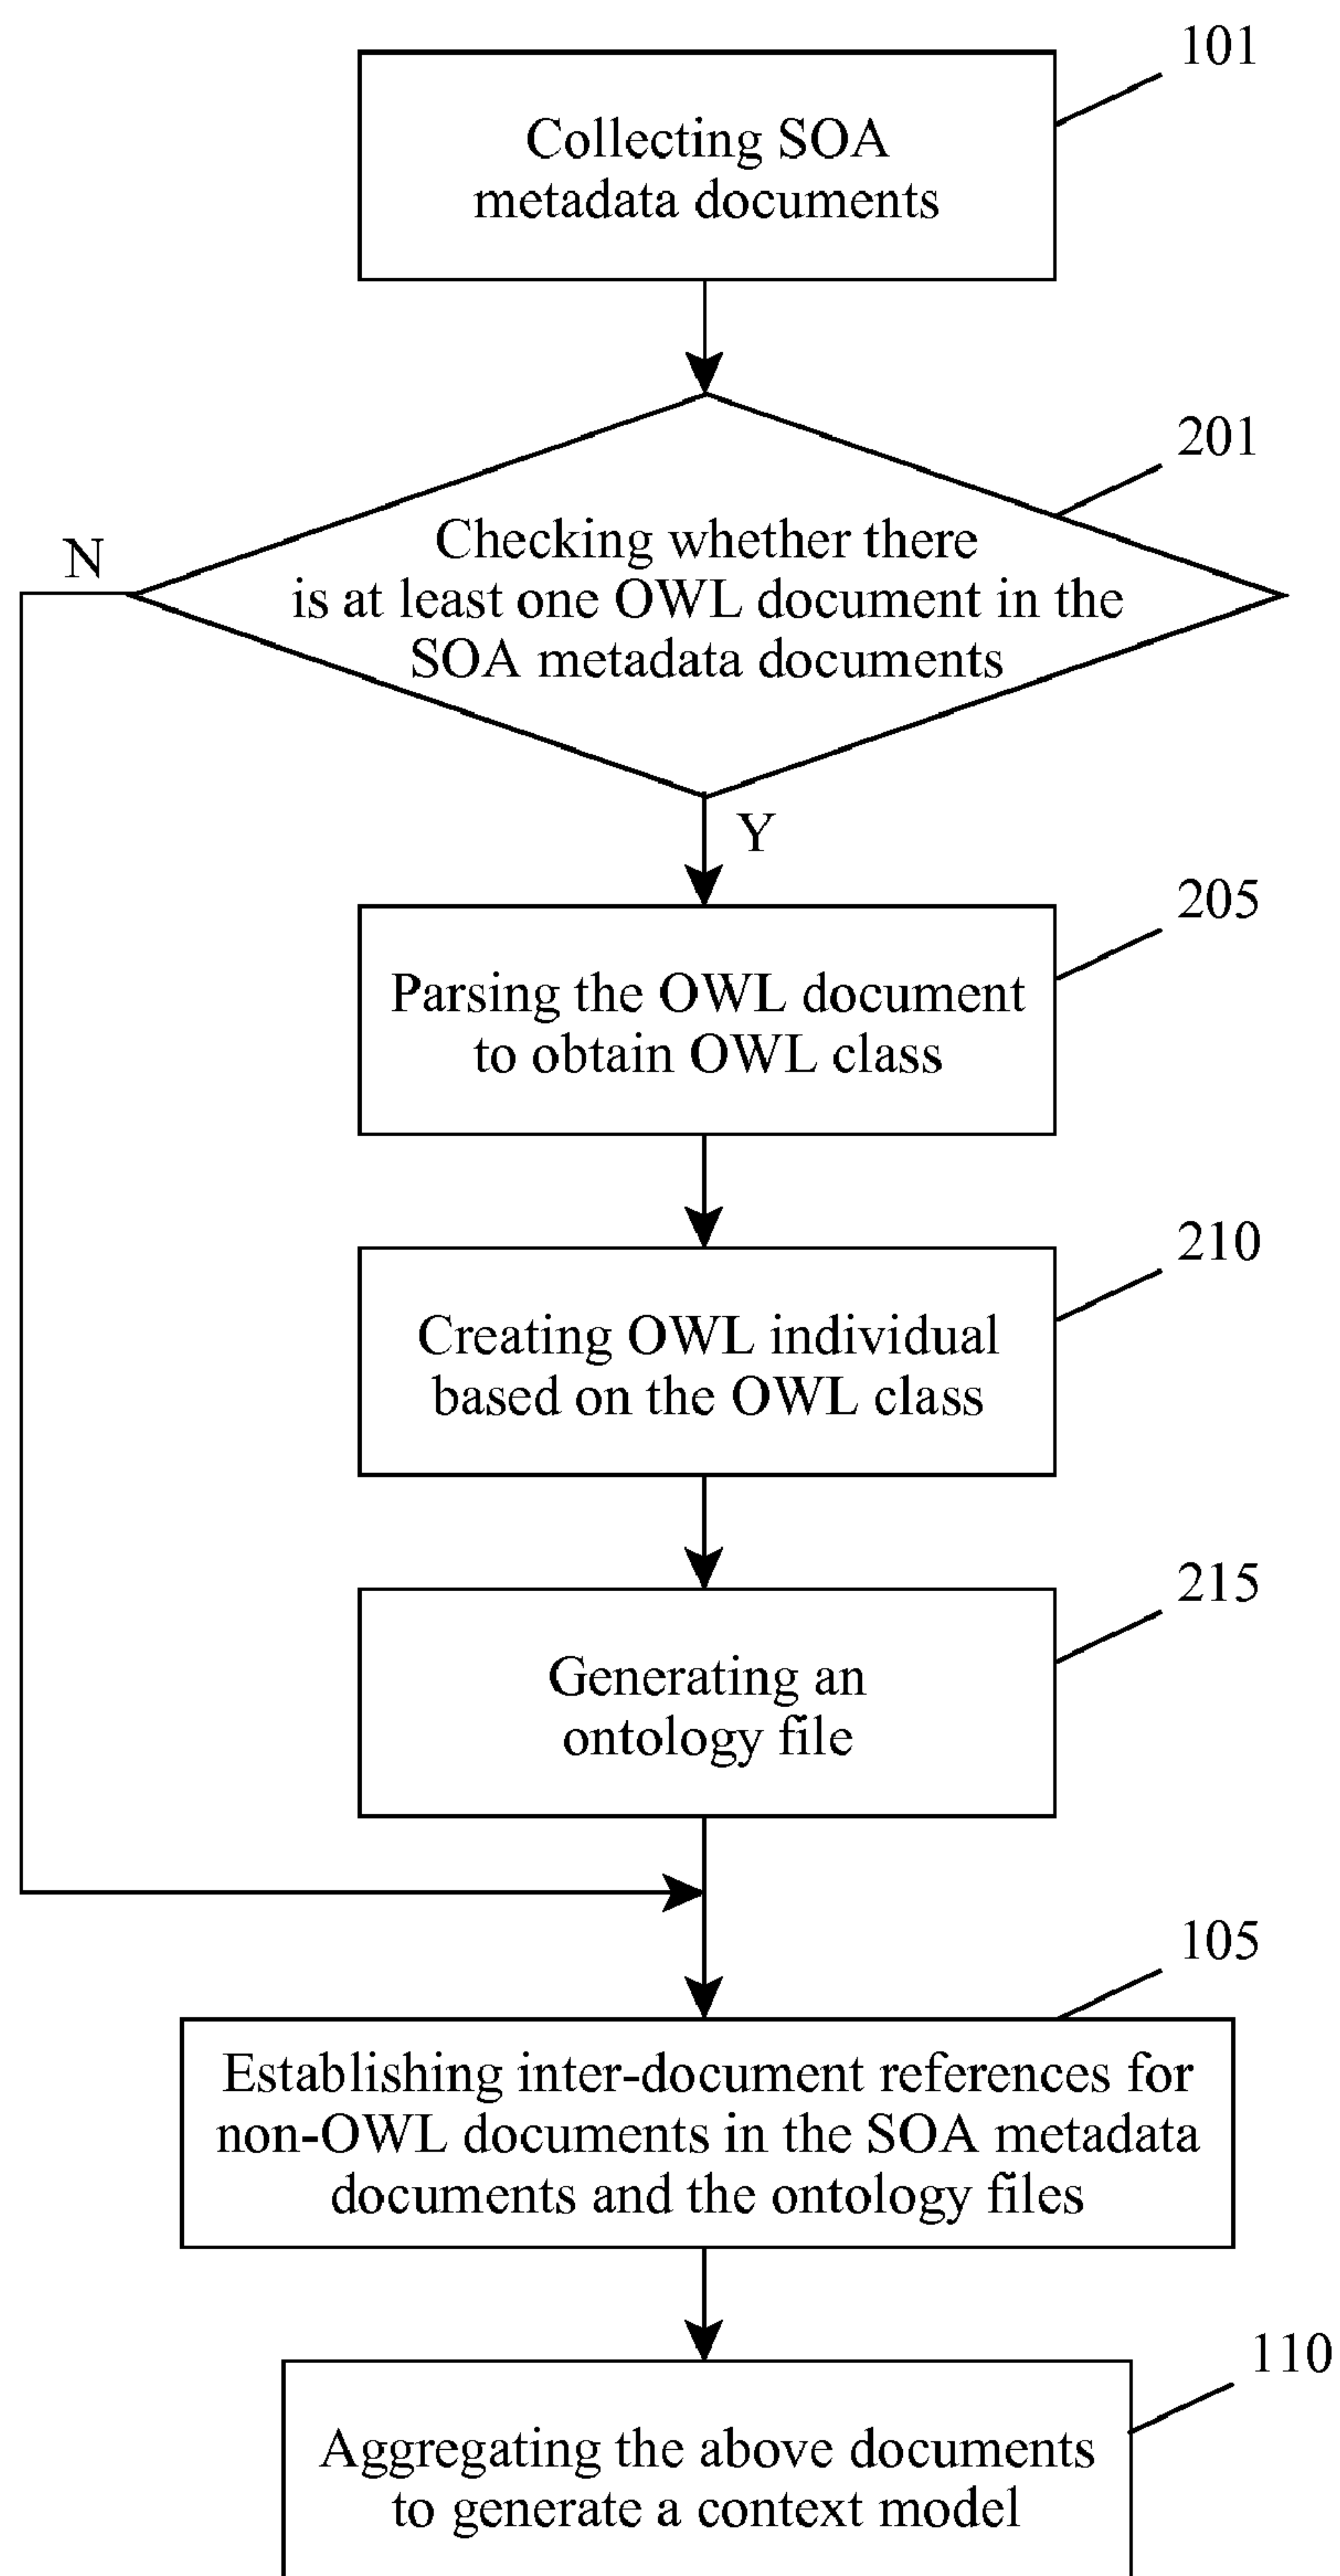 101
Collecting SOA
metadata documents
201
N
Checking whether there
is at least one OWL document in the
SOA metadata documents
Y
205
Parsing the OWL document
to obtain OWL class
210
Creating OWL individual
based on the OWL class
215
Generating an
ontology file
105
Establishing inter-document references for
non-OWL documents in the SOA metadata
documents and the ontology files
110
Aggregating the above documents
to generate a context model